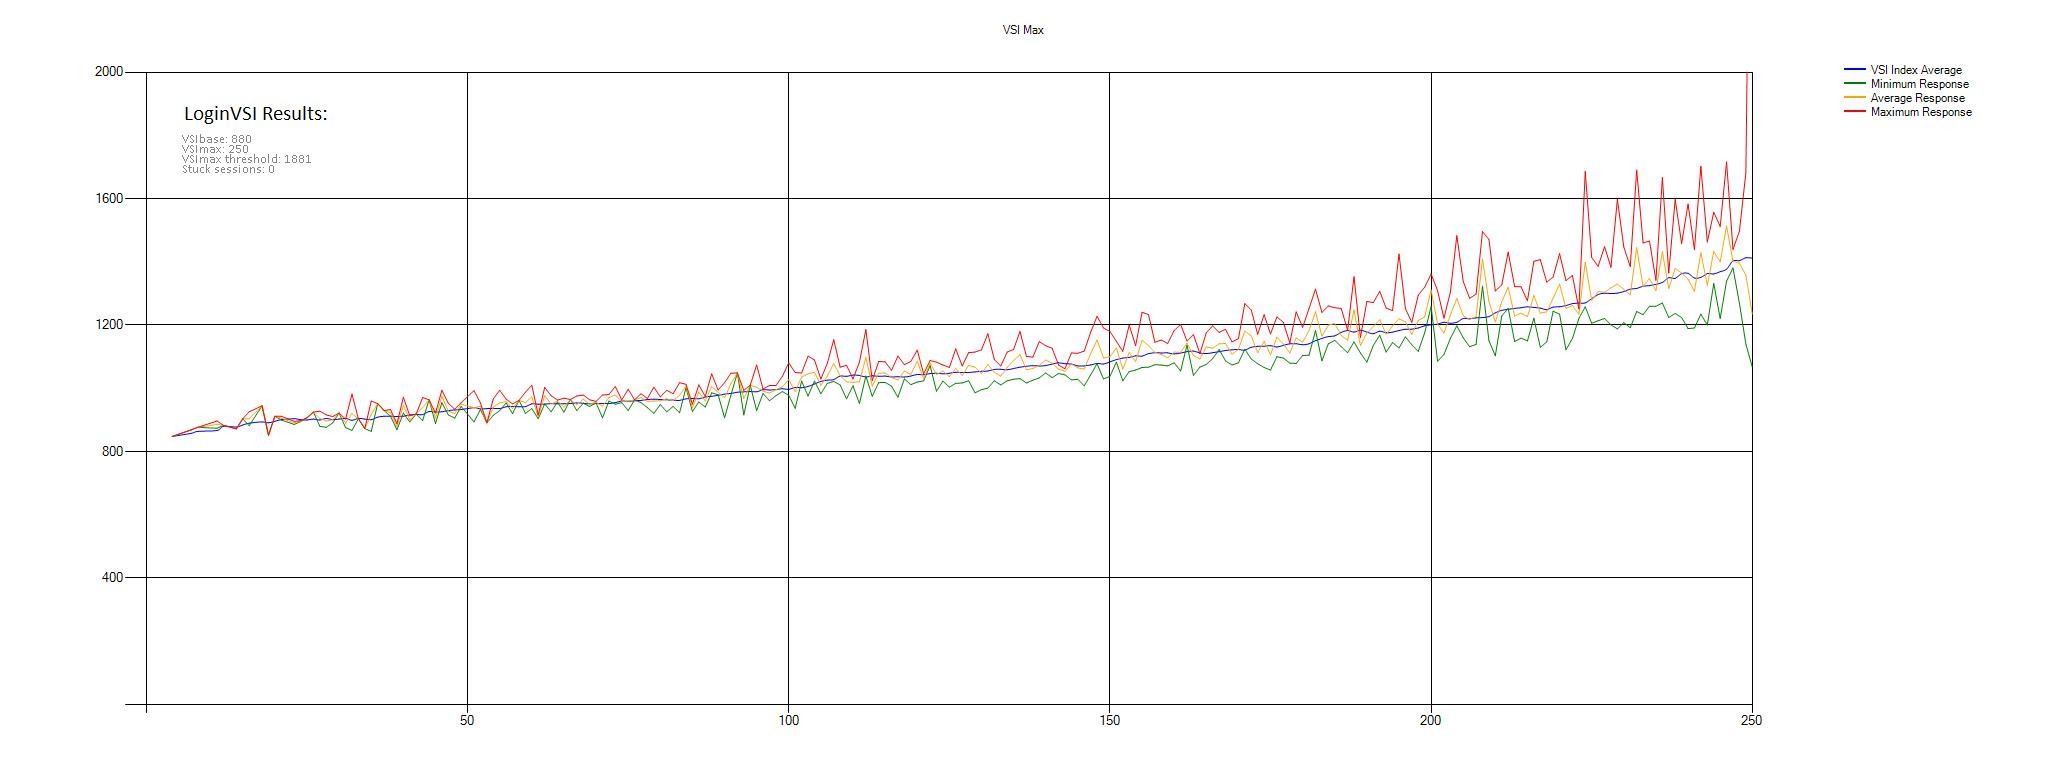 VSI Max
2000
1600
1200
800
400
50
100
150
200
250
LoginVSI Results:
VSIbase: 880
VSImax: 250
VSImax threshold: 1881
Stuck sessions: 0
VSI Index Average
Minimum Response
Average Response
Maximum Response